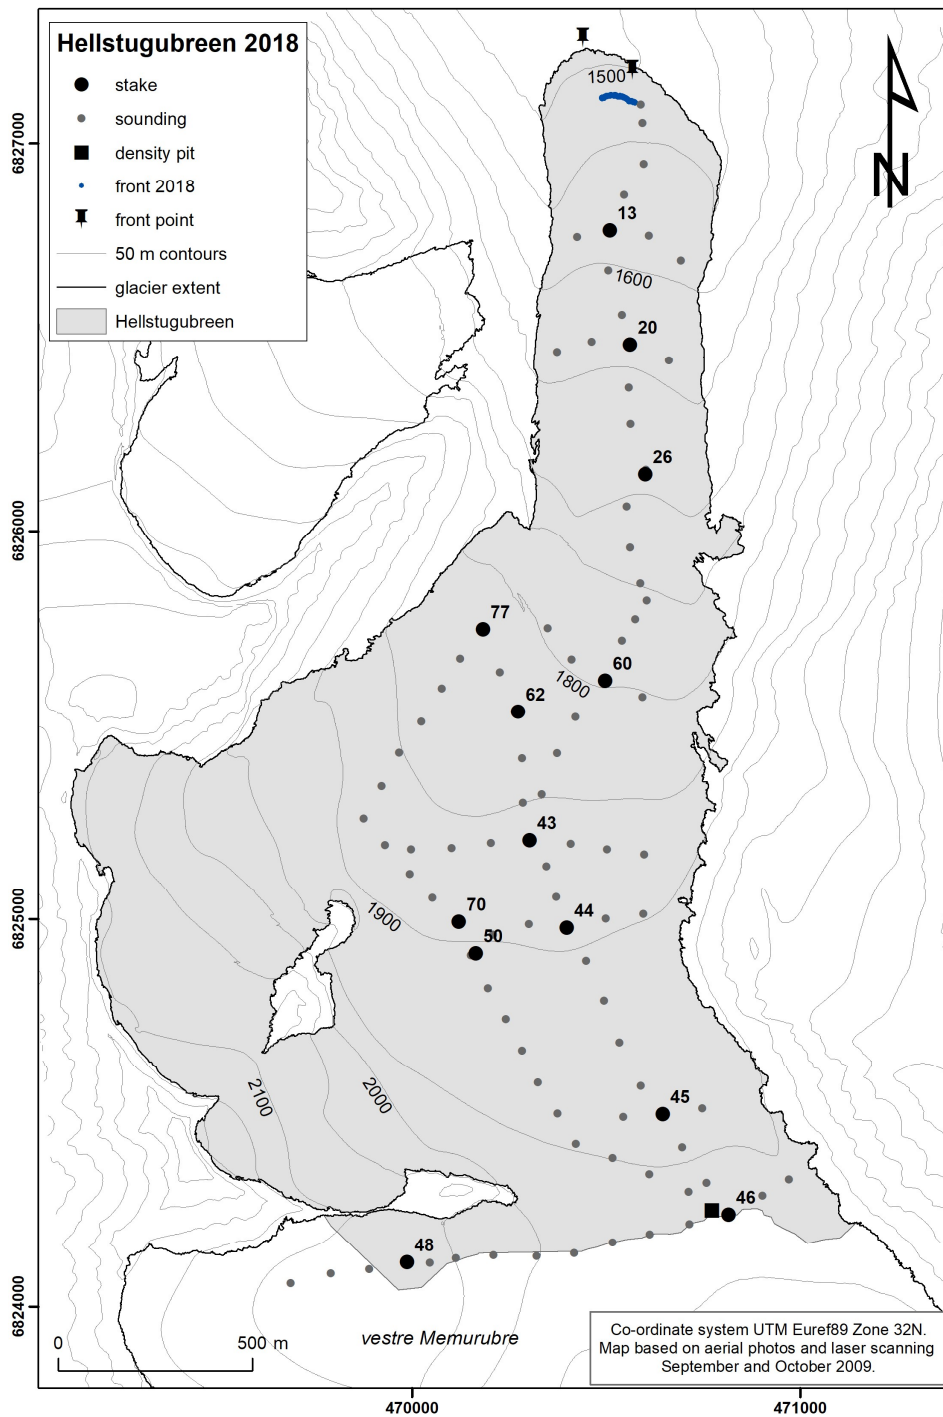 Hellstugubreen 2018
stake
sounding
density pit
front 2018
front point
50 m contours
glacier extent
Hellstugubreen
1500
N
13
1600
20
26
77
60
1800
62
43
70
44
1900
50
2100
2000
45
46
48
0
500 m
vestre Memurubre
Co-ordinate system UTM Euref89 Zone 32N.
Map based on aerial photos and laser scanning
September and October 2009.
6827000
6826000
6825000
6824000
470000
471000